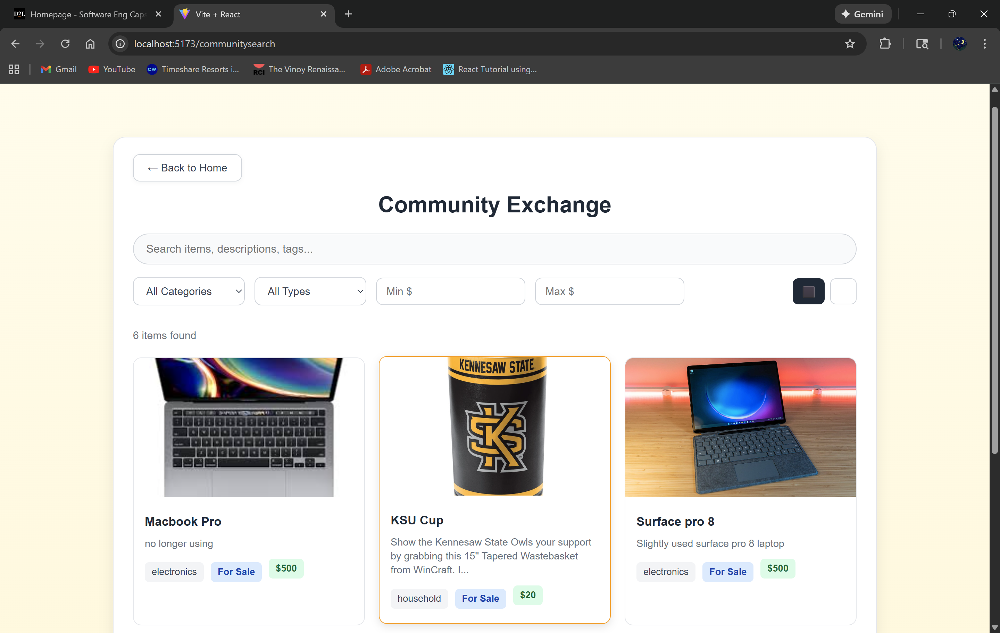 D2L Homepage - Software Eng Caps
Vite + React
Gemini
localhost:5173/communitysearch
Gmail
YouTube
CW Timeshare Resorts i...
RCI The Vinoy Renaissa...
Adobe Acrobat
React Tutorial using...
← Back to Home
Community Exchange
Search items, descriptions, tags...
All Categories
All Types
Min $
Max $
6 items found
KENNESAW STATE
KS
Macbook Pro
no longer using
electronics
For Sale
$500
KSU Cup
Show the Kennesaw State Owls your support
by grabbing this 15" Tapered Wastebasket
from WinCraft. I...
household
For Sale
$20
Surface pro 8
Slightly used surface pro 8 laptop
electronics
For Sale
$500